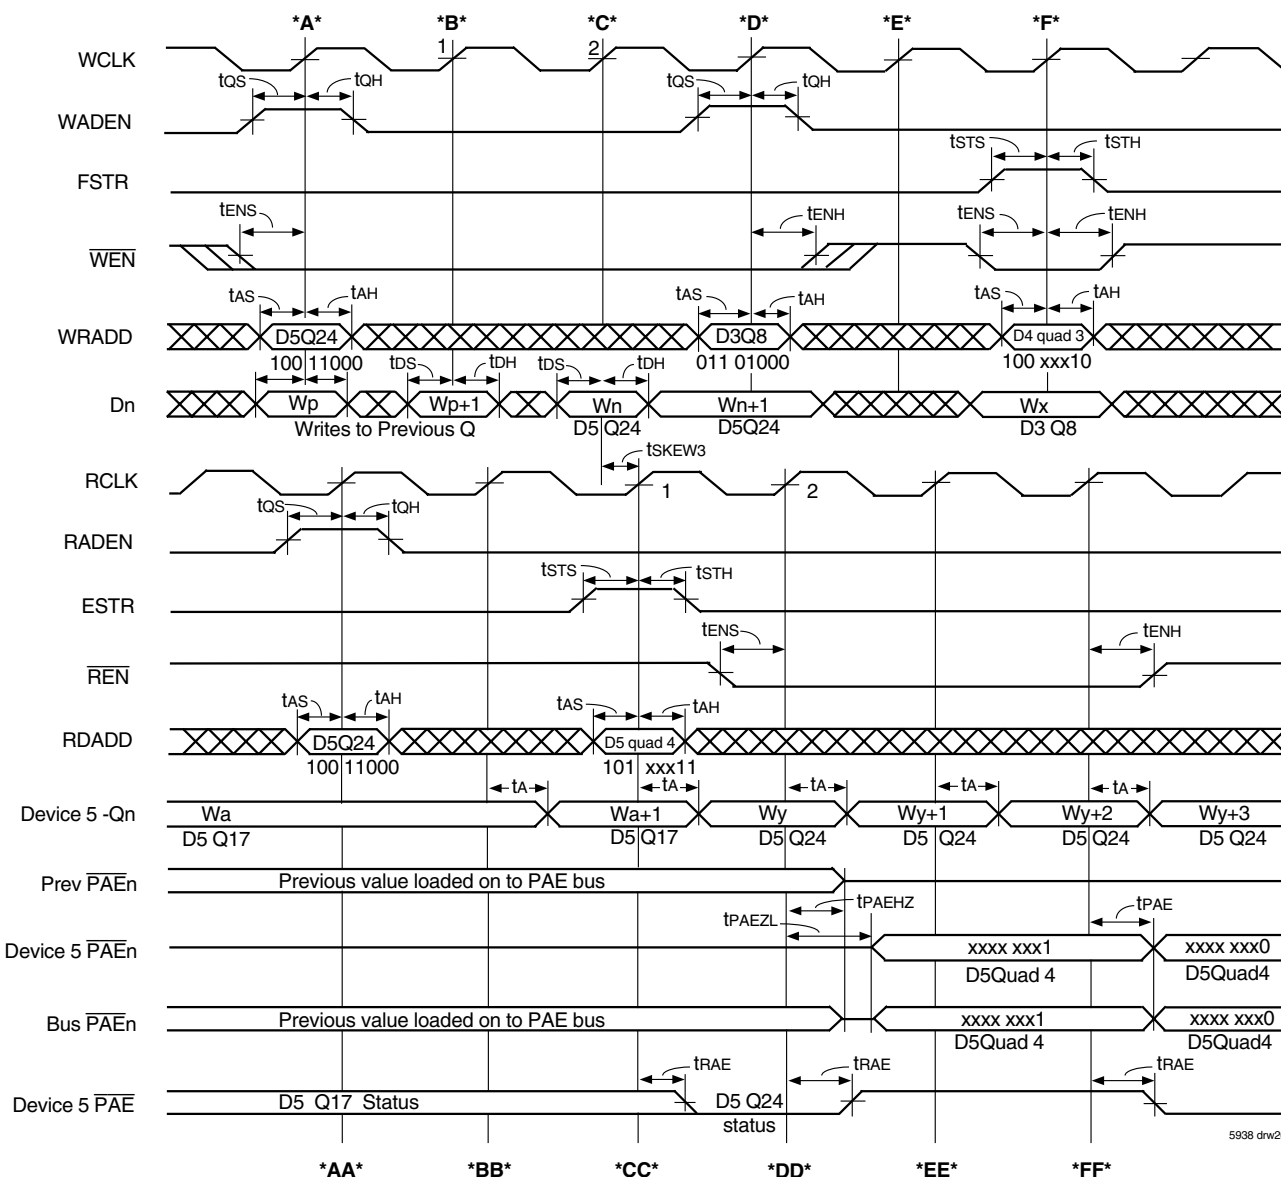 *A* *B* *C* *D* *E* *F*
WCLK 1 2
tQS tQH tQS tQH
WADEN
tSTS tSTH
FSTR
tENS tENH tENS tENH
WEN
tAS tAH tAS tAH tAS tAH
WRADD D5Q24 D3Q8 D4 quad 3
100 11000 011 01000 100 xxx10
tDS tDH tDS tDH
Dn Wp Wp+1 Wn Wn+1 Wx
Writes to Previous Q D5 Q24 D5Q24 D3 Q8
tSKEW3
RCLK 1 2
tQS tQH
RADEN
tSTS tSTH
ESTR
tENS tENH
REN
tAS tAH tAS tAH
RDADD D5Q24 D5 quad 4
100 11000 101 xxx11
tA tA tA tA tA
Device 5 -Qn Wa Wa+1 Wy Wy+1 Wy+2 Wy+3
D5 Q17 D5 Q17 D5 Q24 D5 Q24 D5 Q24 D5 Q24
Prev PAEn Previous value loaded on to PAE bus
tPAEHZ tPAE
tPAEZL
Device 5 PAEn xxxx xxx1 xxxx xxx0
D5Quad 4 D5Quad4
Bus PAEn Previous value loaded on to PAE bus xxxx xxx1 xxxx xxx0
D5Quad 4 D5Quad4
tRAE tRAE tRAE
Device 5 PAE D5 Q17 Status D5 Q24
status
5938 drw2
*AA* *BB* *CC* *DD* *EE* *FF*